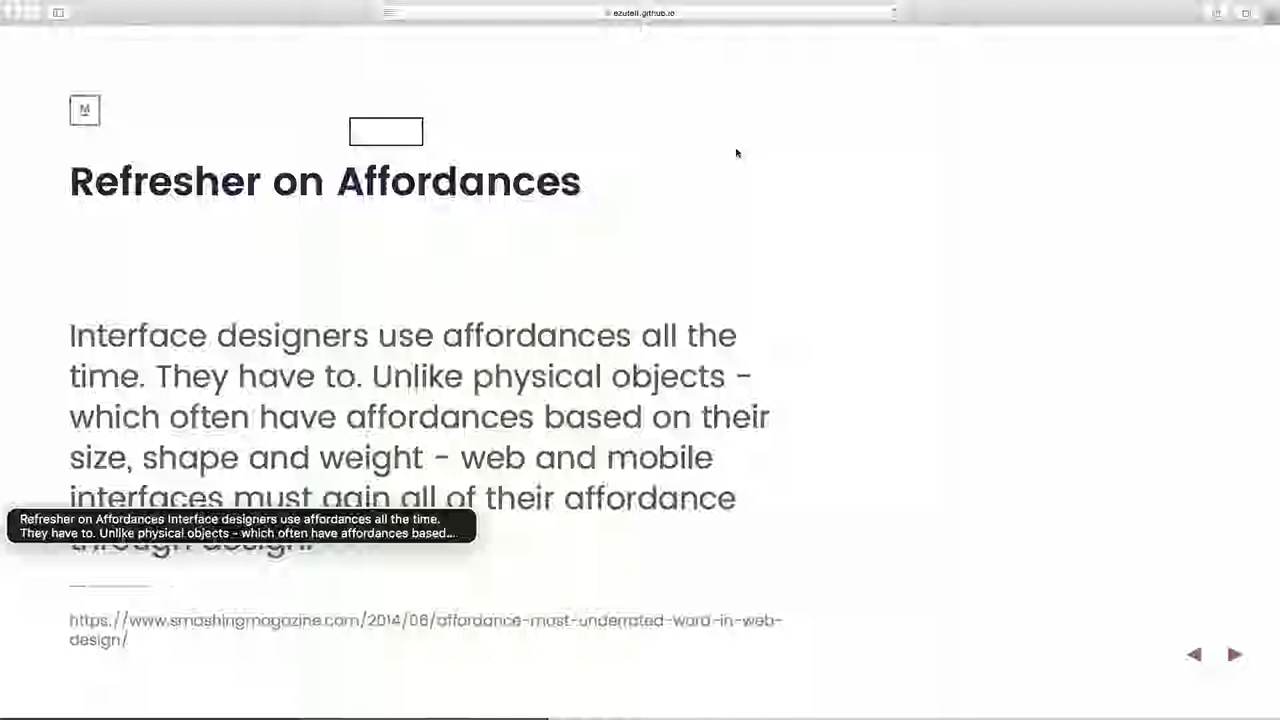 ezutell.github.io
M
Refresher on Affordances
Interface designers use affordances all the
time. They have to. Unlike physical objects -
which often have affordances based on their
size, shape and weight - web and mobile
interfaces must gain all of their affordance
through design.
Refresher on Affordances Interface designers use affordances all the time.
They have to. Unlike physical objects - which often have affordances based...
https://www.smashingmagazine.com/2014/06/affordance-most-underrated-word-in-web-
design/